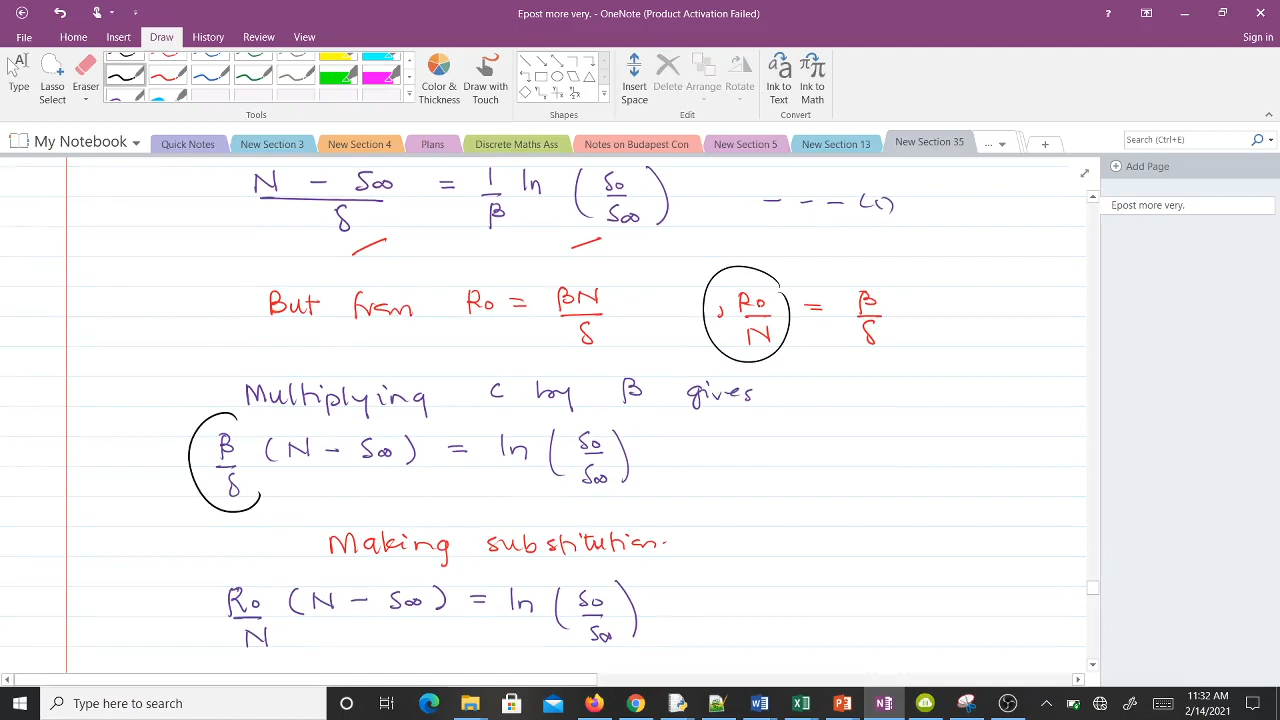 Epost more very. - OneNote (Product Activation Failed)
File Home Insert Draw History Review View Sign in
Type Lasso Select Eraser Color & Thickness Draw with Touch Insert Space Delete Arrange Rotate Ink to Text Ink to Math
Tools Shapes Edit Convert
My Notebook Quick Notes New Section 3 New Section 4 Plans Discrete Maths Ass Notes on Budapest Con New Section 5 New Section 13 New Section 35 ... Search (Ctrl+E)
Add Page
Epost more very.
(N - S∞)/δ = 1/β ln (S0/S∞) - - - (c)
But from R0 = βN/δ , R0/N = β/δ
Multiplying c by β gives
β/δ (N - S∞) = ln (S0/S∞)
Making substitution.
R0/N (N - S∞) = ln (S0/S∞)
Type here to search
11:32 AM
2/14/2021